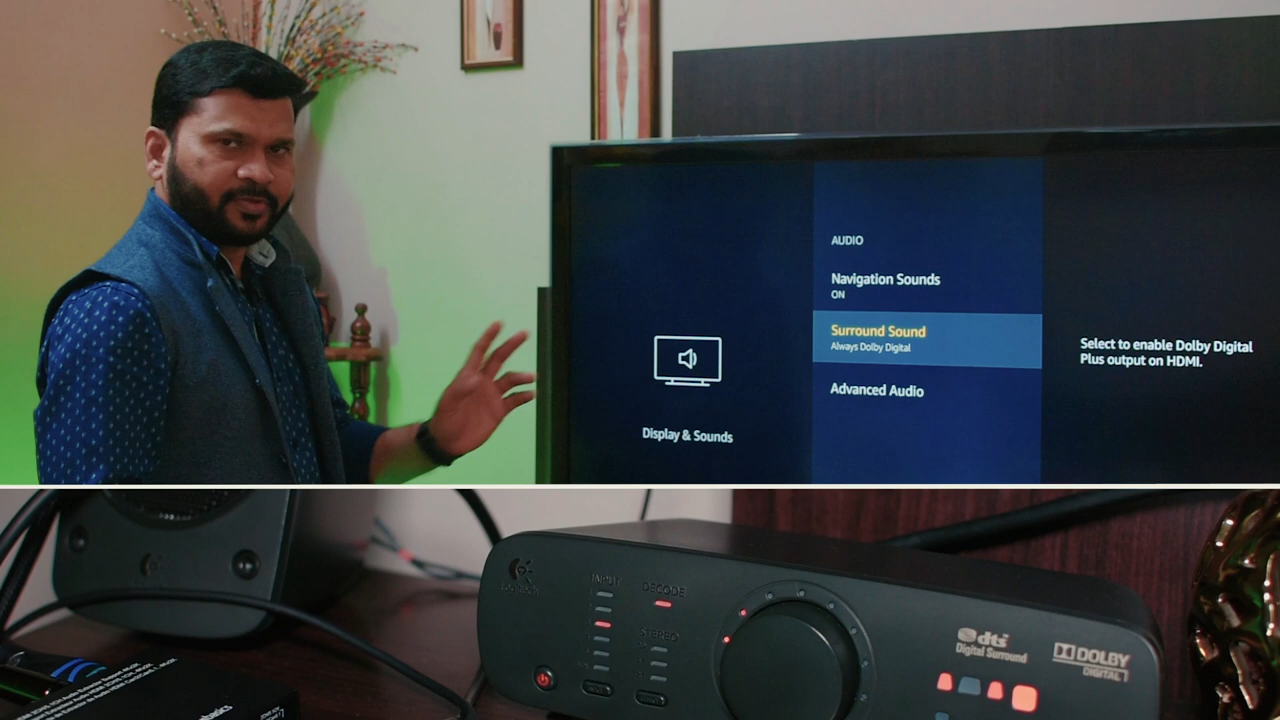 AUDIO
Navigation Sounds
ON
Surround Sound
Always Dolby Digital
Advanced Audio
Display & Sounds
Select to enable Dolby Digital
Plus output on HDMI.
INPUT
DECODE
STEREO
dts
Digital Surround
DOLBY
DIGITAL